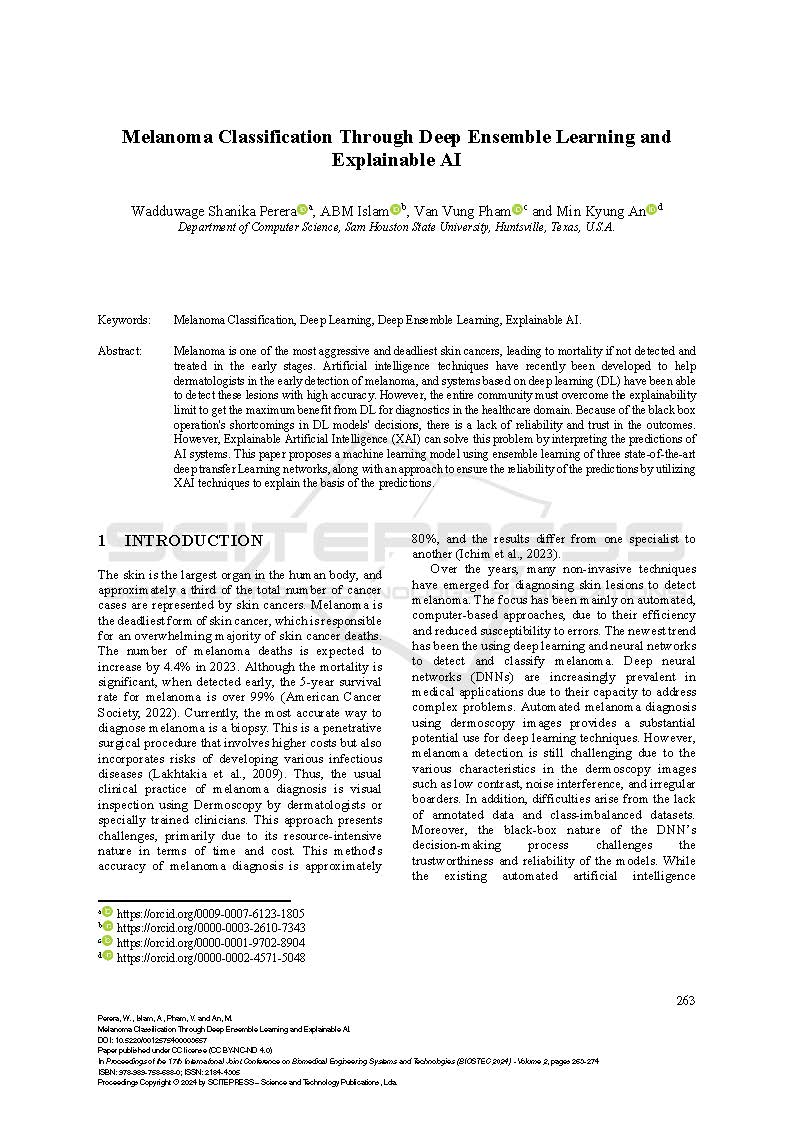 Melanoma Classification Through Deep Ensemble Learning and
Explainable AI
Wadduwage Shanika Perera a, ABM Islam b, Van Vung Pham c and Min Kyung An d
Department of Computer Science, Sam Houston State University, Huntsville, Texas, U.S.A.
Keywords: Melanoma Classification, Deep Learning, Deep Ensemble Learning, Explainable AI.
Abstract: Melanoma is one of the most aggressive and deadliest skin cancers, leading to mortality if not detected and
treated in the early stages. Artificial intelligence techniques have recently been developed to help
dermatologists in the early detection of melanoma, and systems based on deep learning (DL) have been able
to detect these lesions with high accuracy. However, the entire community must overcome the explainability
limit to get the maximum benefit from DL for diagnostics in the healthcare domain. Because of the black box
operation's shortcomings in DL models' decisions, there is a lack of reliability and trust in the outcomes.
However, Explainable Artificial Intelligence (XAI) can solve this problem by interpreting the predictions of
AI systems. This paper proposes a machine learning model using ensemble learning of three state-of-the-art
deep transfer Learning networks, along with an approach to ensure the reliability of the predictions by utilizing
XAI techniques to explain the basis of the predictions.
1 INTRODUCTION
The skin is the largest organ in the human body, and
approximately a third of the total number of cancer
cases are represented by skin cancers. Melanoma is
the deadliest form of skin cancer, which is responsible
for an overwhelming majority of skin cancer deaths.
The number of melanoma deaths is expected to
increase by 4.4% in 2023. Although the mortality is
significant, when detected early, the 5-year survival
rate for melanoma is over 99% (American Cancer
Society, 2022). Currently, the most accurate way to
diagnose melanoma is a biopsy. This is a penetrative
surgical procedure that involves higher costs but also
incorporates risks of developing various infectious
diseases (Lakhtakia et al., 2009). Thus, the usual
clinical practice of melanoma diagnosis is visual
inspection using Dermoscopy by dermatologists or
specially trained clinicians. This approach presents
challenges, primarily due to its resource-intensive
nature in terms of time and cost. This method's
accuracy of melanoma diagnosis is approximately
80%, and the results differ from one specialist to
another (Ichim et al., 2023).
Over the years, many non-invasive techniques
have emerged for diagnosing skin lesions to detect
melanoma. The focus has been mainly on automated,
computer-based approaches, due to their efficiency
and reduced susceptibility to errors. The newest trend
has been the using deep learning and neural networks
to detect and classify melanoma. Deep neural
networks (DNNs) are increasingly prevalent in
medical applications due to their capacity to address
complex problems. Automated melanoma diagnosis
using dermoscopy images provides a substantial
potential use for deep learning techniques. However,
melanoma detection is still challenging due to the
various characteristics in the dermoscopy images
such as low contrast, noise interference, and irregular
boarders. In addition, difficulties arise from the lack
of annotated data and class-imbalanced datasets.
Moreover, the black-box nature of the DNN's
decision-making process challenges the
trustworthiness and reliability of the models. While
the existing automated artificial intelligence
a https://orcid.org/0009-0007-6123-1805
b https://orcid.org/0000-0003-2610-7343
c https://orcid.org/0000-0001-9702-8904
d https://orcid.org/0000-0002-4571-5048
263
Perera, W., Islam, A., Pham, V. and An, M.
Melanoma Classification Through Deep Ensemble Learning and Explainable AI.
DOI: 10.5220/0012575400003657
Paper published under CC license (CC BY-NC-ND 4.0)
In Proceedings of the 17th International Joint Conference on Biomedical Engineering Systems and Technologies (BIOSTEC 2024) - Volume 2, pages 263-274
ISBN: 978-989-758-688-0; ISSN: 2184-4305
Proceedings Copyright © 2024 by SCITEPRESS – Science and Technology Publications, Lda.
SCITEPRESS